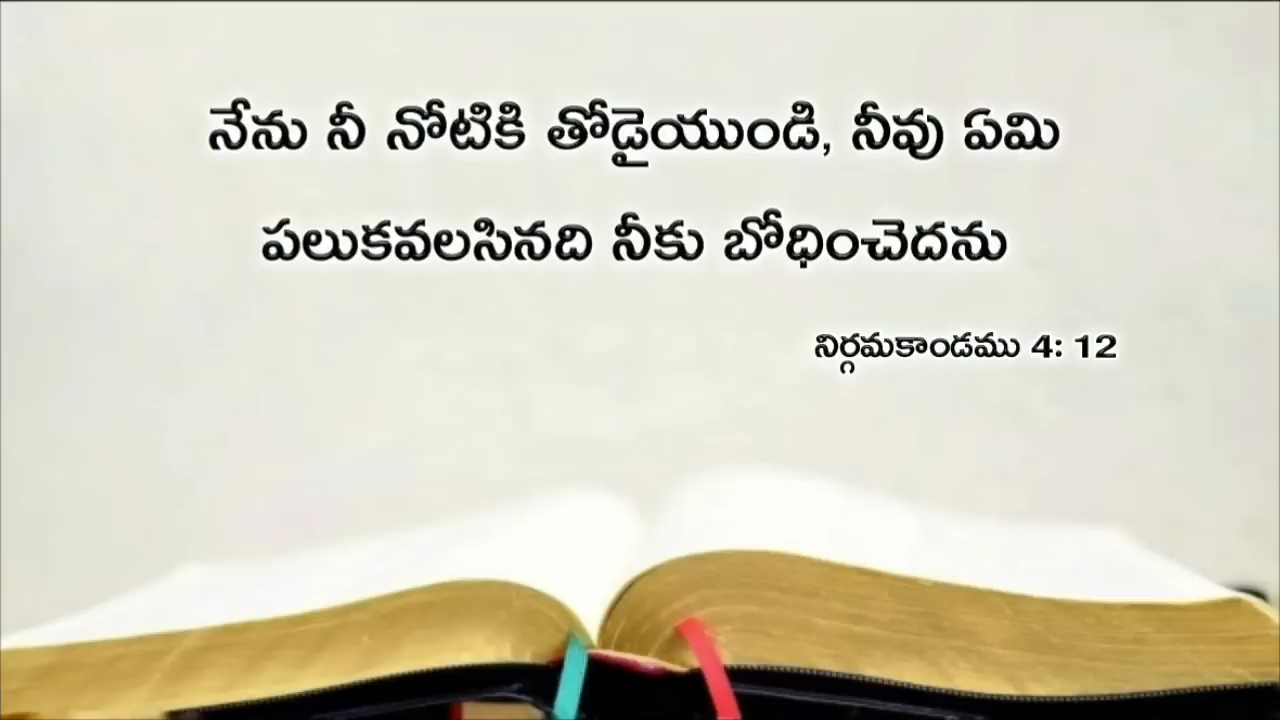 నేను నీ నోటికి తోడైయుండి, నీవు ఏమి
పలుకవలసినది నీకు బోధించెదను
నిర్గమకాండము 4: 12